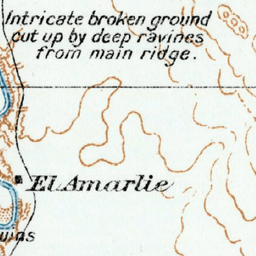 Intricate broken ground
cut up by deep ravines
from main ridge.
El Amarlie